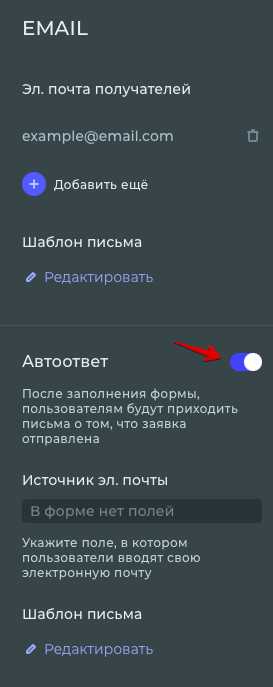 EMAIL
Эл. почта получателей
example@email.com
Добавить ещё
Шаблон письма
Редактировать
Автоответ
После заполнения формы,
пользователям будут приходить
письма о том, что заявка
отправлена
Источник эл. почты
В форме нет полей
Укажите поле, в котором
пользователи вводят свою
электронную почту
Шаблон письма
Редактировать